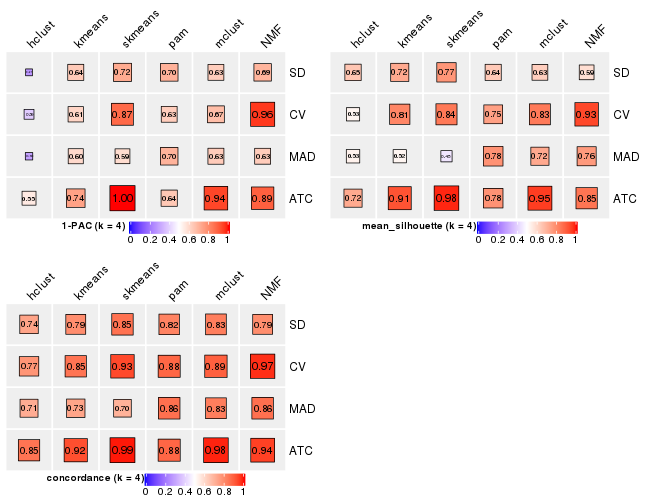 hclust kmeans skmeans pam mclust NMF
0.64 0.72 0.70 0.63 0.69 SD
0.61 0.87 0.63 0.67 0.96 CV
0.60 0.59 0.70 0.63 0.63 MAD
0.55 0.74 1.00 0.64 0.94 0.89 ATC
1-PAC (k = 4)
0 0.2 0.4 0.6 0.8 1
hclust kmeans skmeans pam mclust NMF
0.65 0.72 0.77 0.64 0.63 0.59 SD
0.53 0.81 0.84 0.75 0.83 0.93 CV
0.53 0.52 0.78 0.72 0.76 MAD
0.72 0.91 0.98 0.78 0.95 0.85 ATC
mean_silhouette (k = 4)
0 0.2 0.4 0.6 0.8 1
hclust kmeans skmeans pam mclust NMF
0.74 0.79 0.85 0.82 0.83 0.79 SD
0.77 0.85 0.93 0.88 0.89 0.97 CV
0.71 0.73 0.70 0.86 0.83 0.86 MAD
0.85 0.92 0.99 0.88 0.98 0.94 ATC
concordance (k = 4)
0 0.2 0.4 0.6 0.8 1